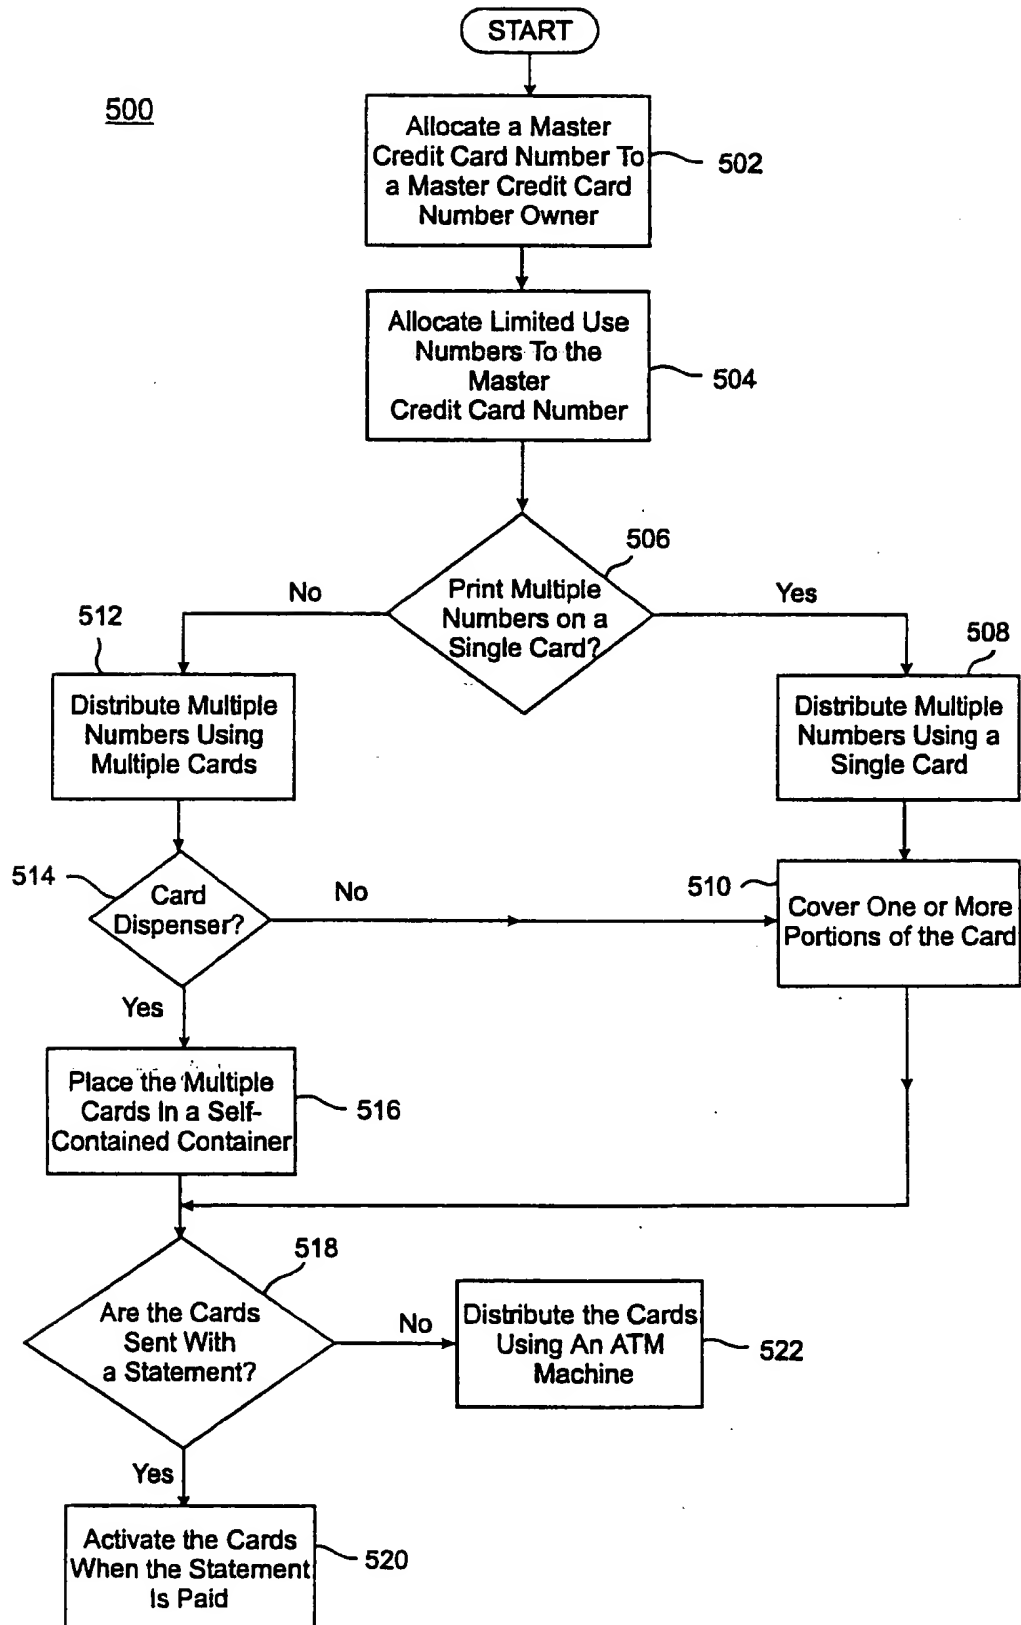 START
500
Allocate a Master
Credit Card Number To
a Master Credit Card
Number Owner
502
Allocate Limited Use
Numbers To the
Master
Credit Card Number
504
506
Print Multiple
Numbers on a
Single Card?
No
Yes
512
508
Distribute Multiple
Numbers Using
Multiple Cards
Distribute Multiple
Numbers Using a
Single Card
514
Card
Dispenser?
No
510
Cover One or More
Portions of the Card
Yes
Place the Multiple
Cards In a Self-
Contained Container
516
518
Are the Cards
Sent With
a Statement?
No
Distribute the Cards
Using An ATM
Machine
522
Yes
Activate the Cards
When the Statement
Is Paid
520